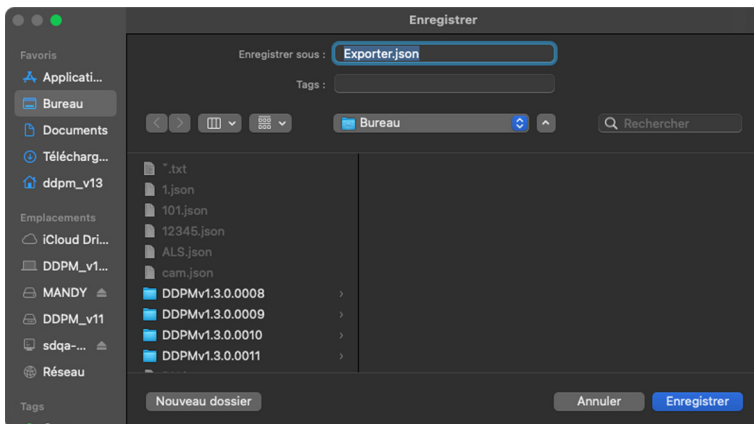 Enregistrer
Favoris
Applicati...
Bureau
Documents
Télécharg...
ddpm_v13
Emplacements
iCloud Dri...
DDPM_v1...
MANDY
DDPM_v11
sdqa-...
Réseau
Tags
Enregistrer sous : Exporter.json
Tags :
Bureau
Rechercher
ˇ.txt
1.json
101.json
12345.json
ALS.json
cam.json
DDPMv1.3.0.0008
DDPMv1.3.0.0009
DDPMv1.3.0.0010
DDPMv1.3.0.0011
Nouveau dossier
Annuler
Enregistrer